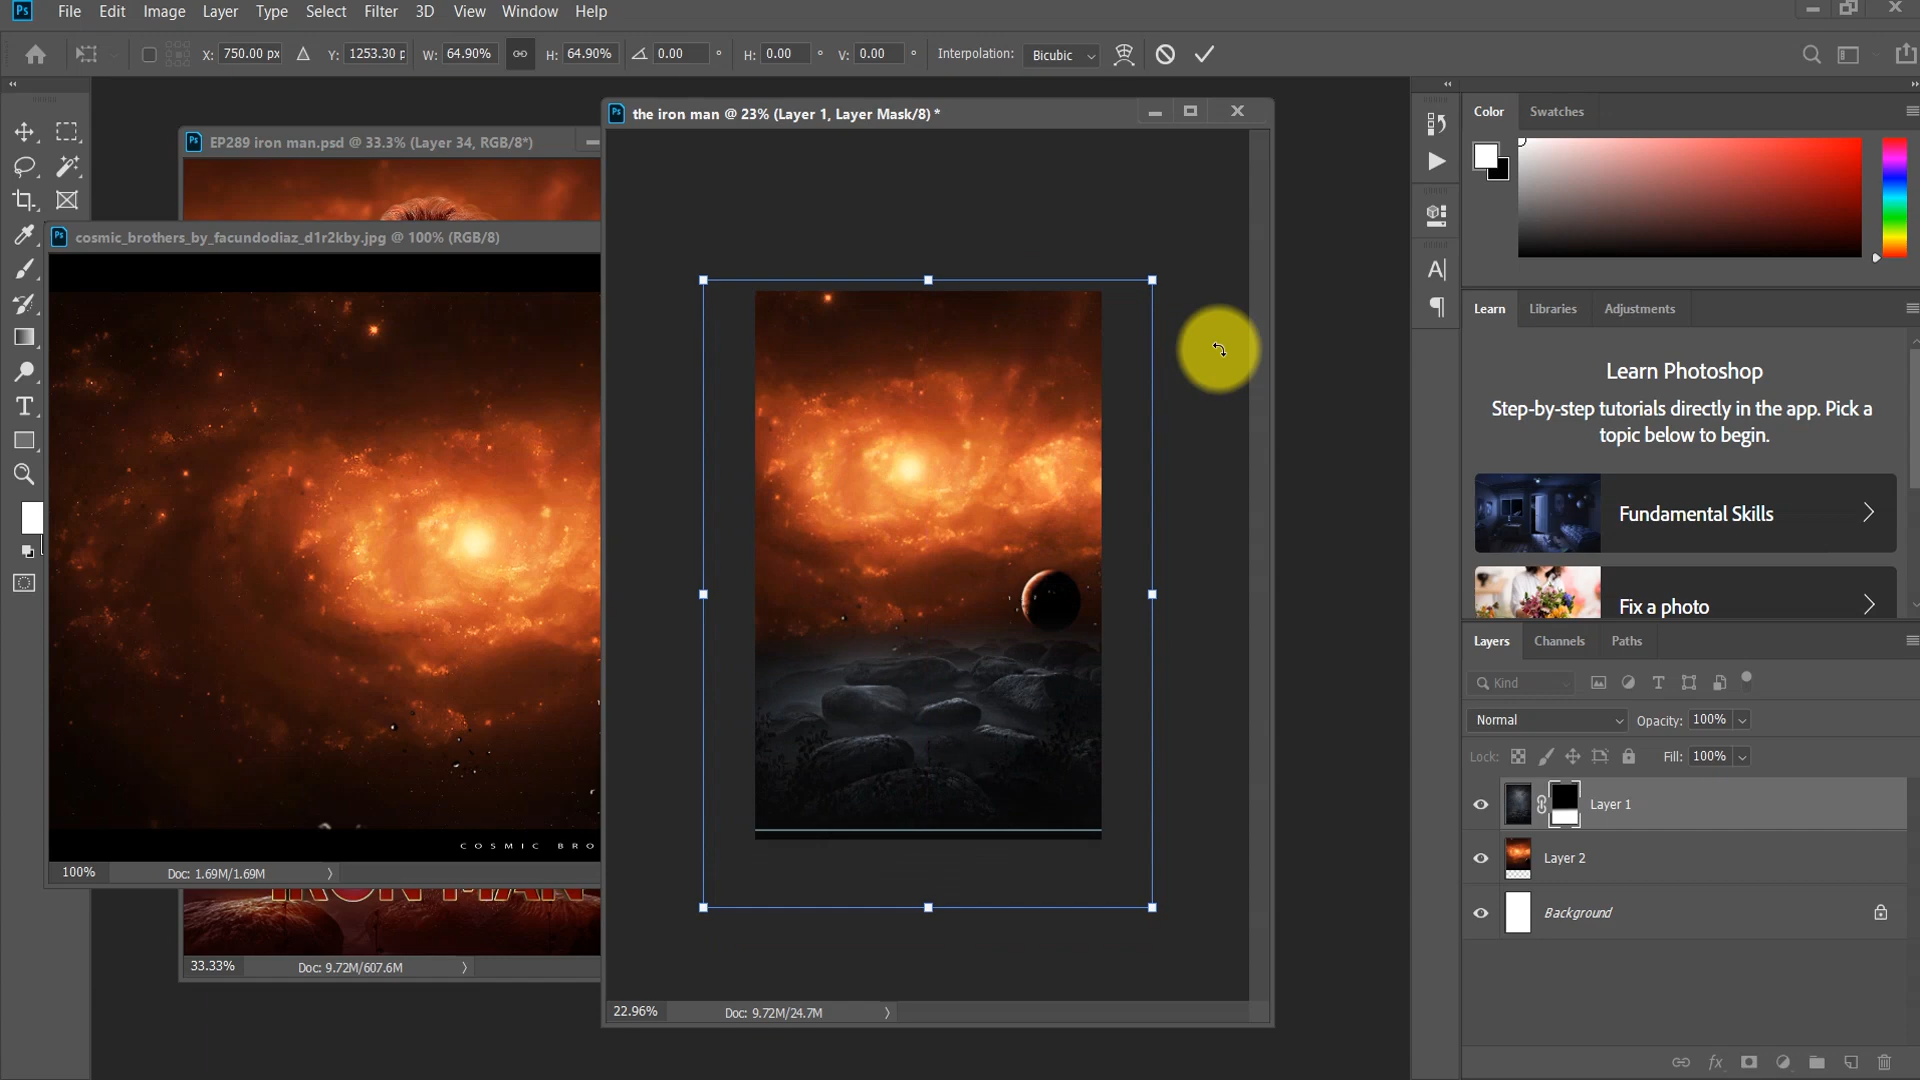 Ps File Edit Image Layer Type Select Filter 3D View Window Help
X: 750.00 px Y: 1253.30 p W: 64.90% H: 64.90% 0.00 ° H: 0.00 ° V: 0.00 ° Interpolation: Bicubic
Ps the iron man @ 23% (Layer 1, Layer Mask/8) *
Ps EP289 iron man.psd @ 33.3% (Layer 34, RGB/8*)
Ps cosmic_brothers_by_facundodiaz_d1r2kby.jpg @ 100% (RGB/8)
COSMIC BRO
100% Doc: 1.69M/1.69M
IRON MAN
33.33% Doc: 9.72M/607.6M
22.96% Doc: 9.72M/24.7M
Color Swatches
Learn Libraries Adjustments
Learn Photoshop
Step-by-step tutorials directly in the app. Pick a
topic below to begin.
Fundamental Skills
Fix a photo
Layers Channels Paths
Kind
Normal Opacity: 100%
Lock: Fill: 100%
Layer 1
Layer 2
Background
fx